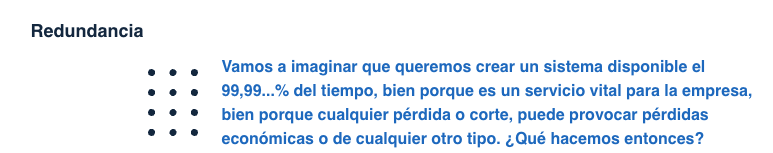 Redundancia
Vamos a imaginar que queremos crear un sistema disponible el
99,99...% del tiempo, bien porque es un servicio vital para la empresa,
bien porque cualquier pérdida o corte, puede provocar pérdidas
económicas o de cualquier otro tipo. ¿Qué hacemos entonces?